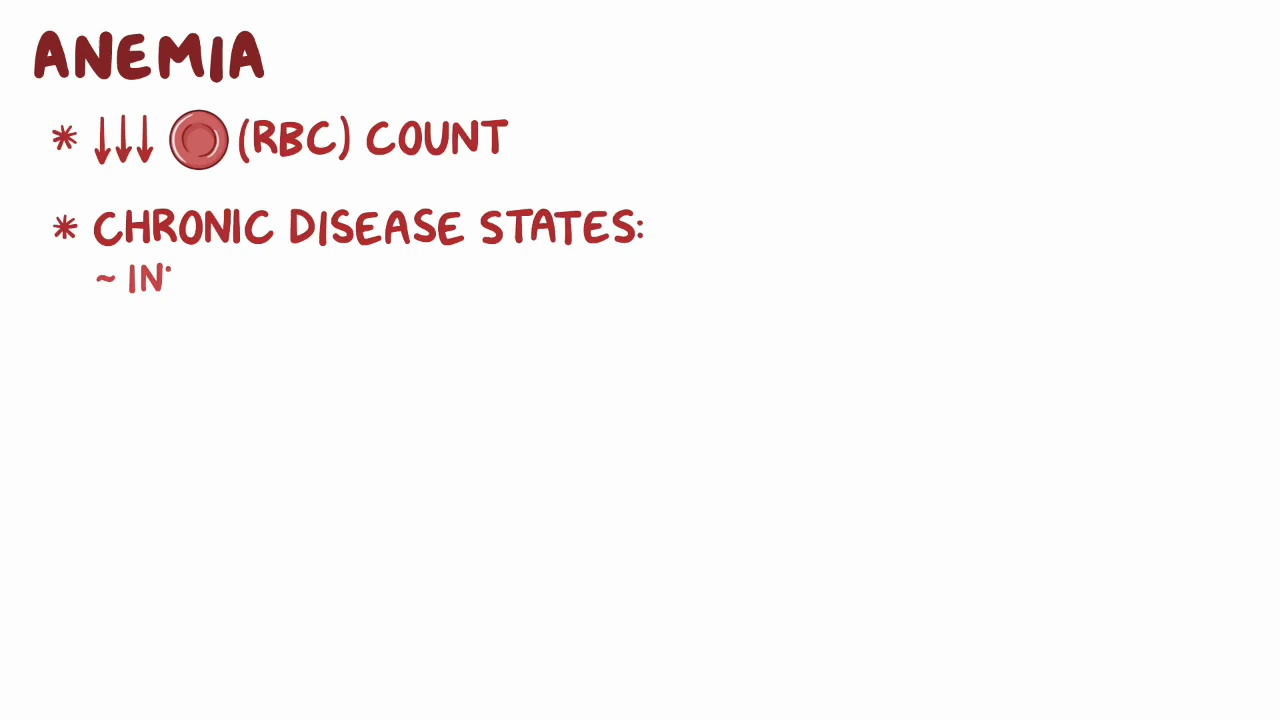 ANEMIA
* ↓↓↓ (RBC) COUNT
* CHRONIC DISEASE STATES:
~ IN